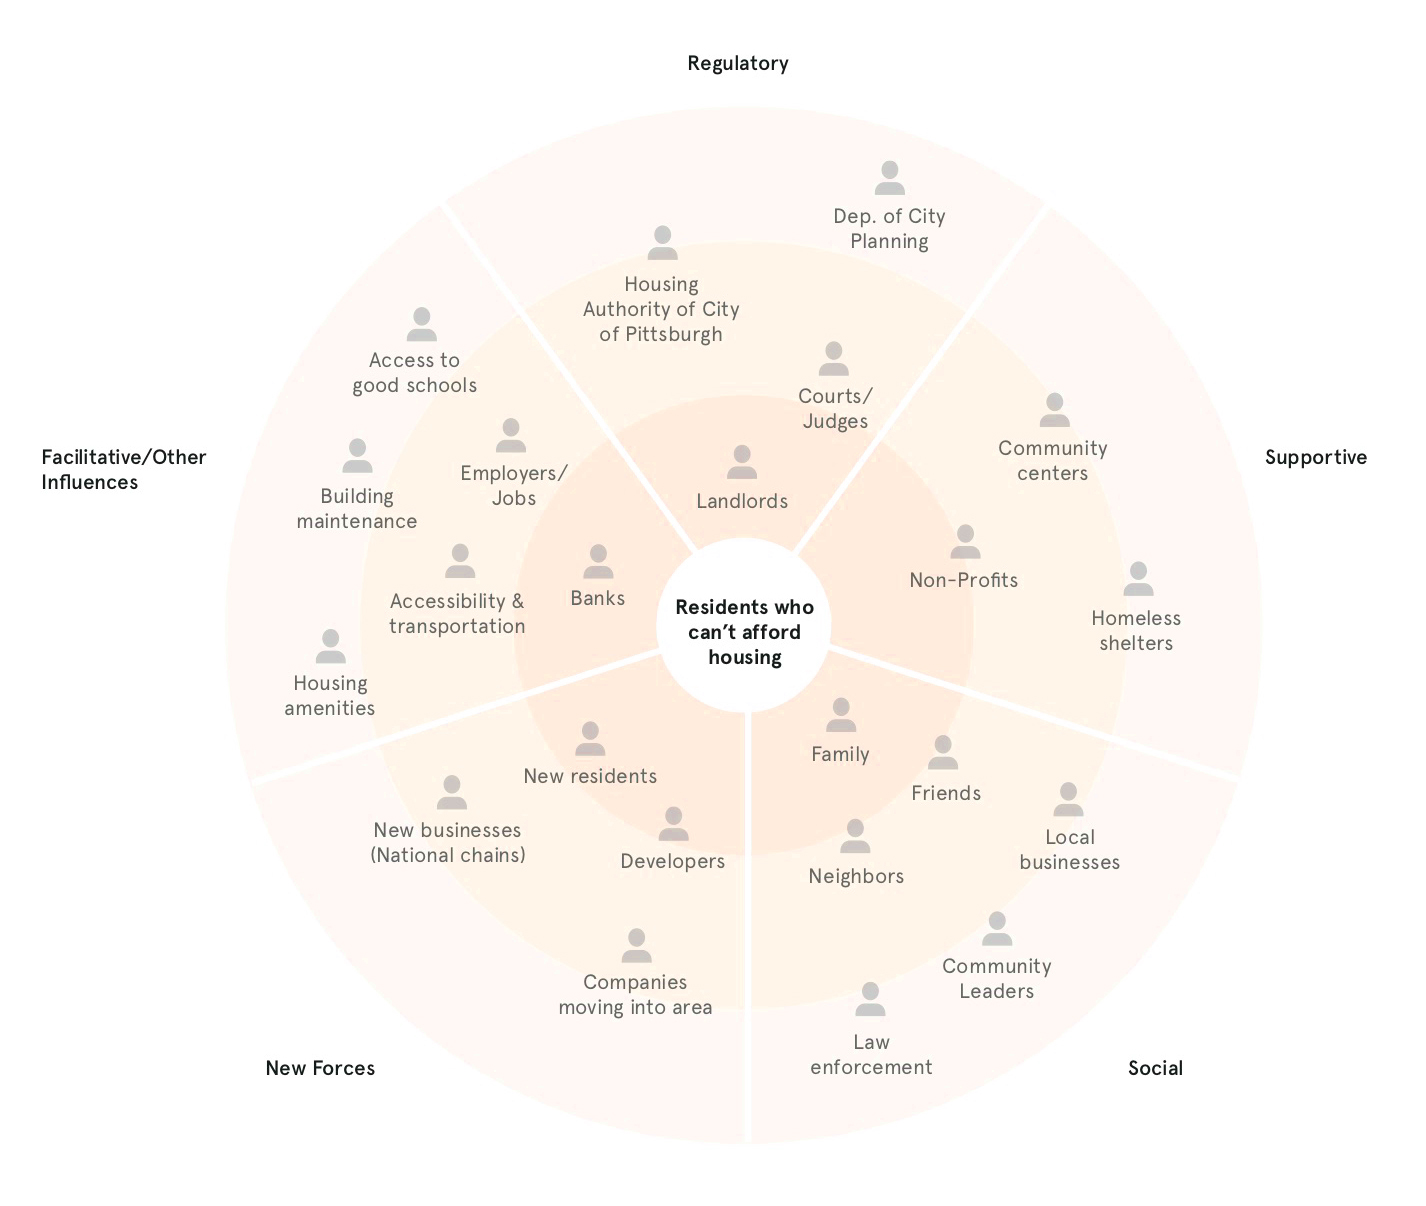 Regulatory
Dep. of City
Planning
Housing
Authority of City
of Pittsburgh
Courts/
Judges
Landlords
Facilitative/Other
Influences
Access to
good schools
Building
maintenance
Employers/
Jobs
Accessibility &
transportation
Banks
Housing
amenities
Residents who
can’t afford
housing
Supportive
Community
centers
Non-Profits
Homeless
shelters
New residents
New businesses
(National chains)
Developers
Companies
moving into area
New Forces
Family
Friends
Neighbors
Local
businesses
Community
Leaders
Law
enforcement
Social